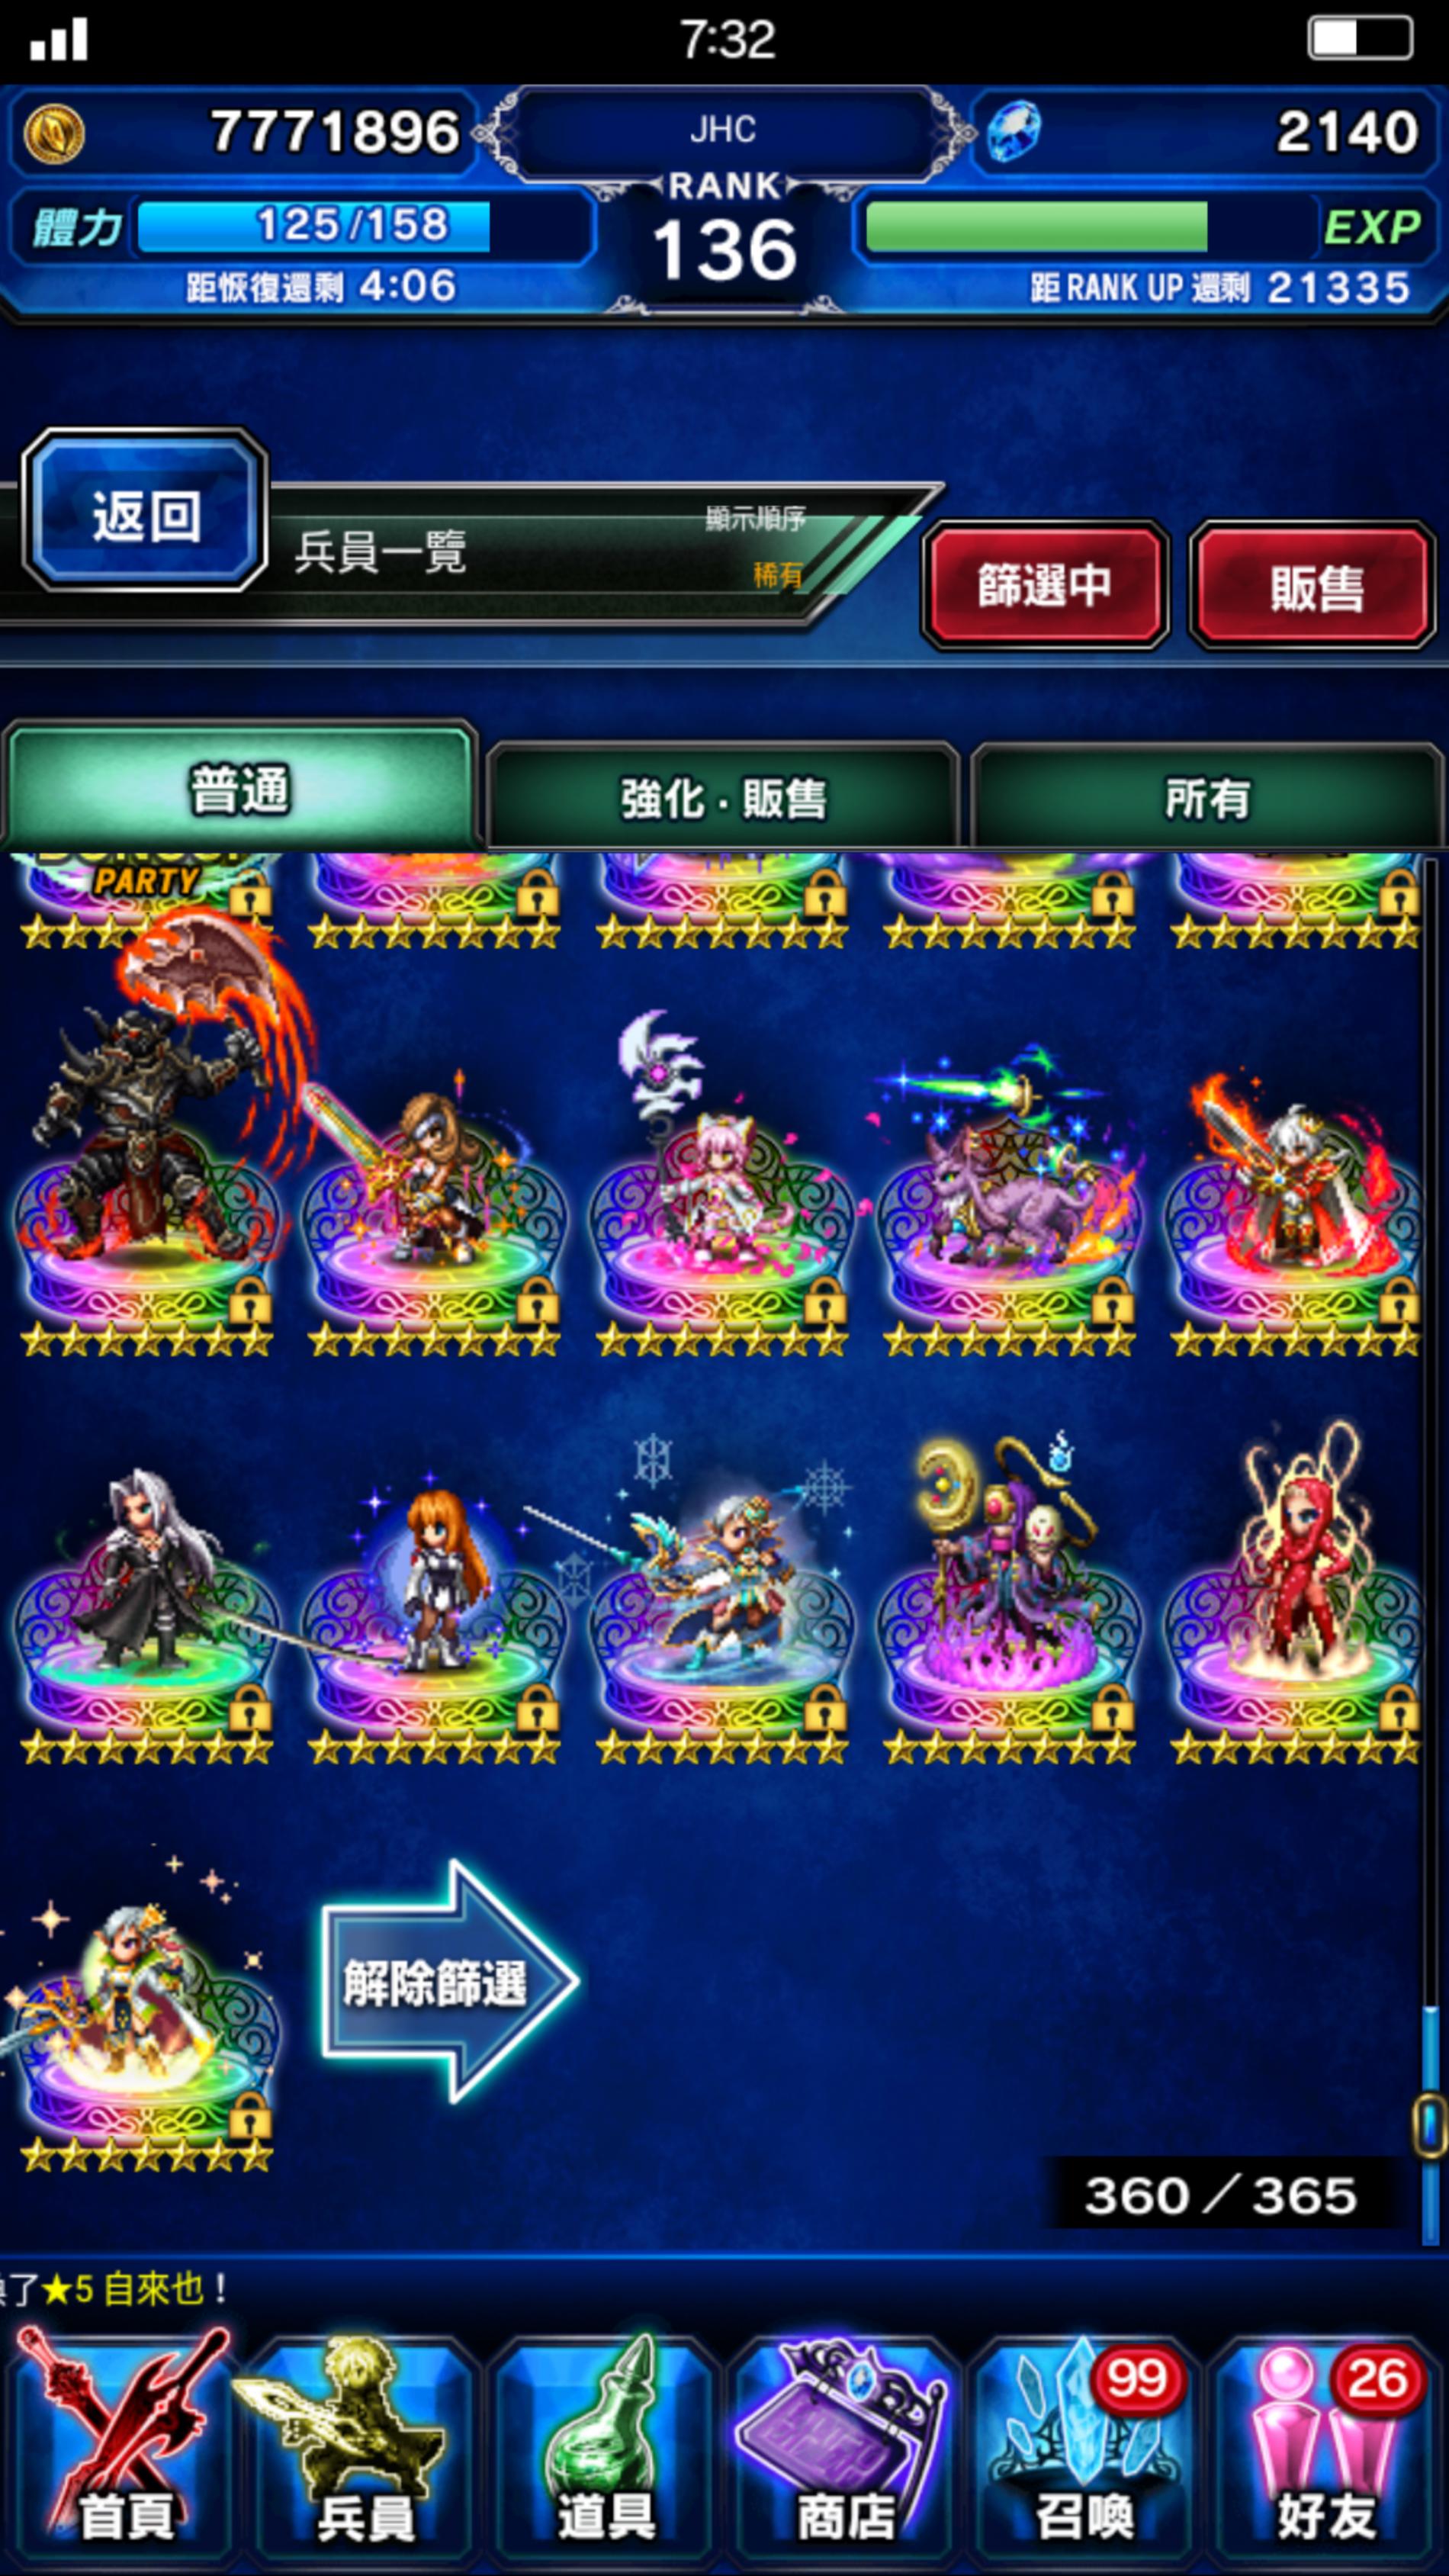 7:32
7771896
JHC
2140
RANK
136
體力
125/158
EXP
距恢復還剩 4:06
距 RANK UP 還剩 21335
返回
兵員一覽
顯示順序
稀有
篩選中
販售
普通
強化·販售
所有
PARTY
解除篩選
360/365
了★5 自來也！
首頁
兵員
道具
商店
99
召喚
26
好友